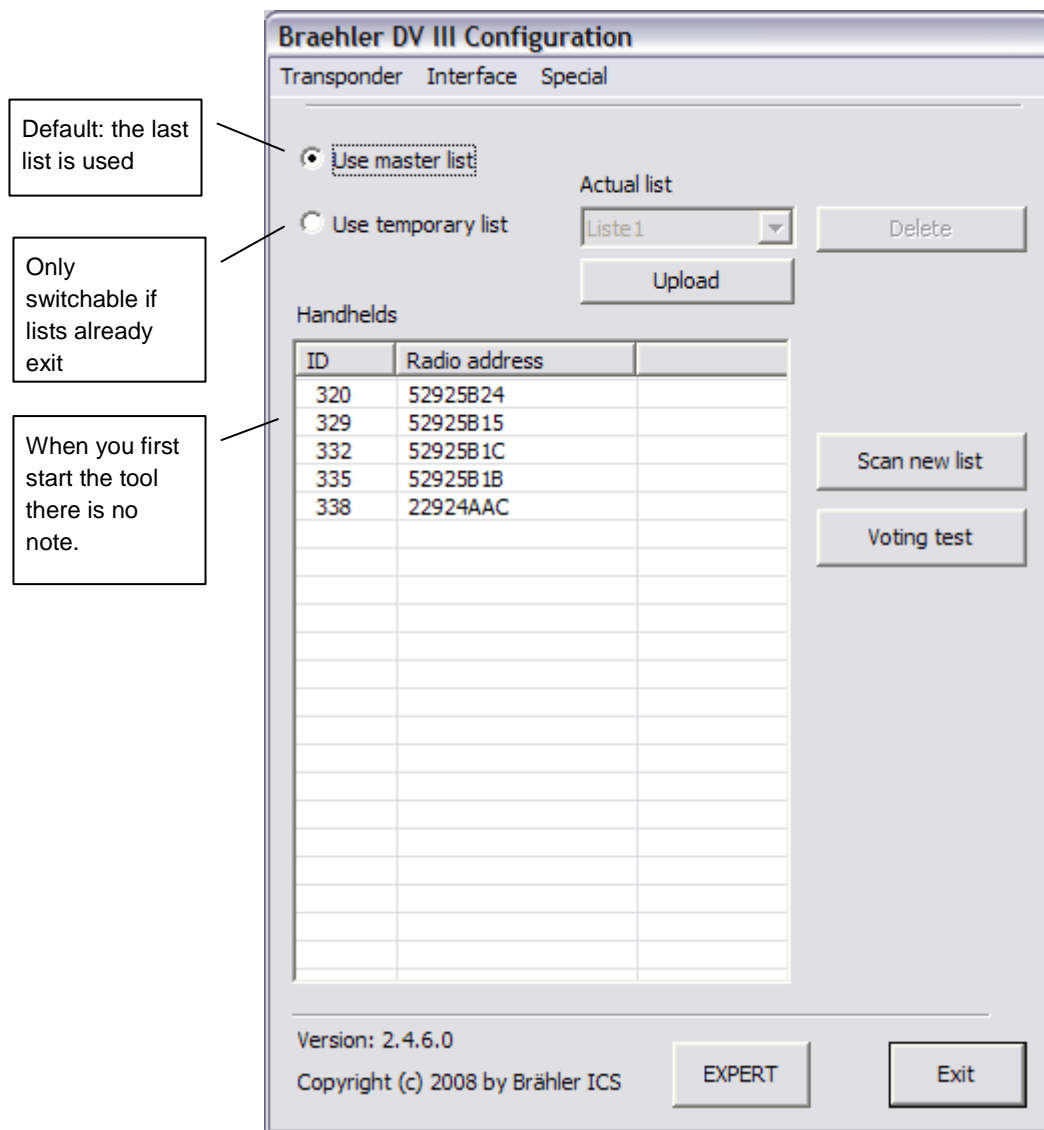 Braehler DV III Configuration
Transponder Interface Special
Default: the last
list is used
Use master list
Actual list
Use temporary list
Liste1
Delete
Only
switchable if
lists already
exit
Upload
Handhelds
ID Radio address
320 52925B24
329 52925B15
332 52925B1C
335 52925B1B
338 22924AAC
When you first
start the tool
there is no
note.
Scan new list
Voting test
Version: 2.4.6.0
Copyright (c) 2008 by Brähler ICS
EXPERT
Exit